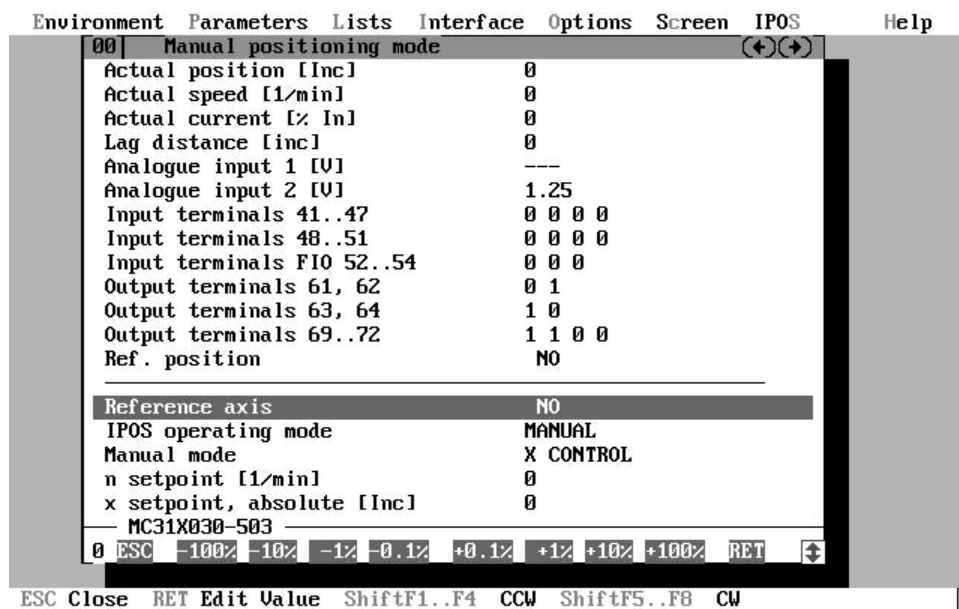 Environment Parameters Lists Interface Options Screen IPOS Help
00 Manual positioning mode (←)(→)
Actual position [Inc] 0
Actual speed [1/min] 0
Actual current [% In] 0
Lag distance [inc] 0
Analogue input 1 [V] ---
Analogue input 2 [V] 1.25
Input terminals 41..47 0 0 0 0
Input terminals 48..51 0 0 0 0
Input terminals FIO 52..54 0 0 0
Output terminals 61, 62 0 1
Output terminals 63, 64 1 0
Output terminals 69..72 1 1 0 0
Ref. position NO
Reference axis NO
IPOS operating mode MANUAL
Manual mode X CONTROL
n setpoint [1/min] 0
x setpoint, absolute [Inc] 0
MC31X030-503
0 ESC -100% -10% -1% -0.1% +0.1% +1% +10% +100% RET
ESC Close RET Edit Value ShiftF1..F4 CCW ShiftF5..F8 CW